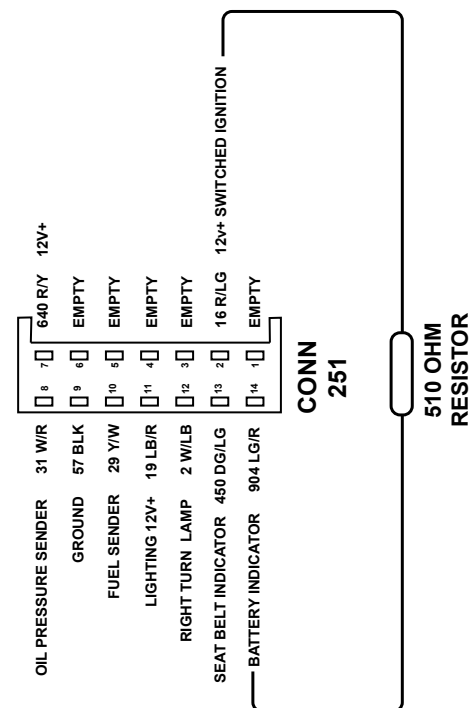 OIL PRESSURE SENDER 31 W/R 8 7 640 R/Y 12V+
GROUND 57 BLK 9 6 EMPTY
FUEL SENDER 29 Y/W 10 5 EMPTY
LIGHTING 12V+ 19 LB/R 11 4 EMPTY
RIGHT TURN LAMP 2 W/LB 12 3 EMPTY
SEAT BELT INDICATOR 450 DG/LG 13 2 16 R/LG 12v+ SWITCHED IGNITION
BATTERY INDICATOR 904 LG/R 14 1 EMPTY
CONN
251
510 OHM
RESISTOR